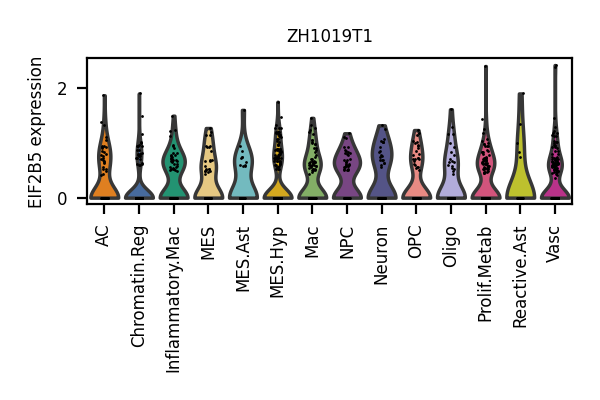 ZH1019T1
EIF2B5 expression
2
0
AC
Chromatin.Reg
Inflammatory.Mac
MES
MES.Ast
MES.Hyp
Mac
NPC
Neuron
OPC
Oligo
Prolif.Metab
Reactive.Ast
Vasc